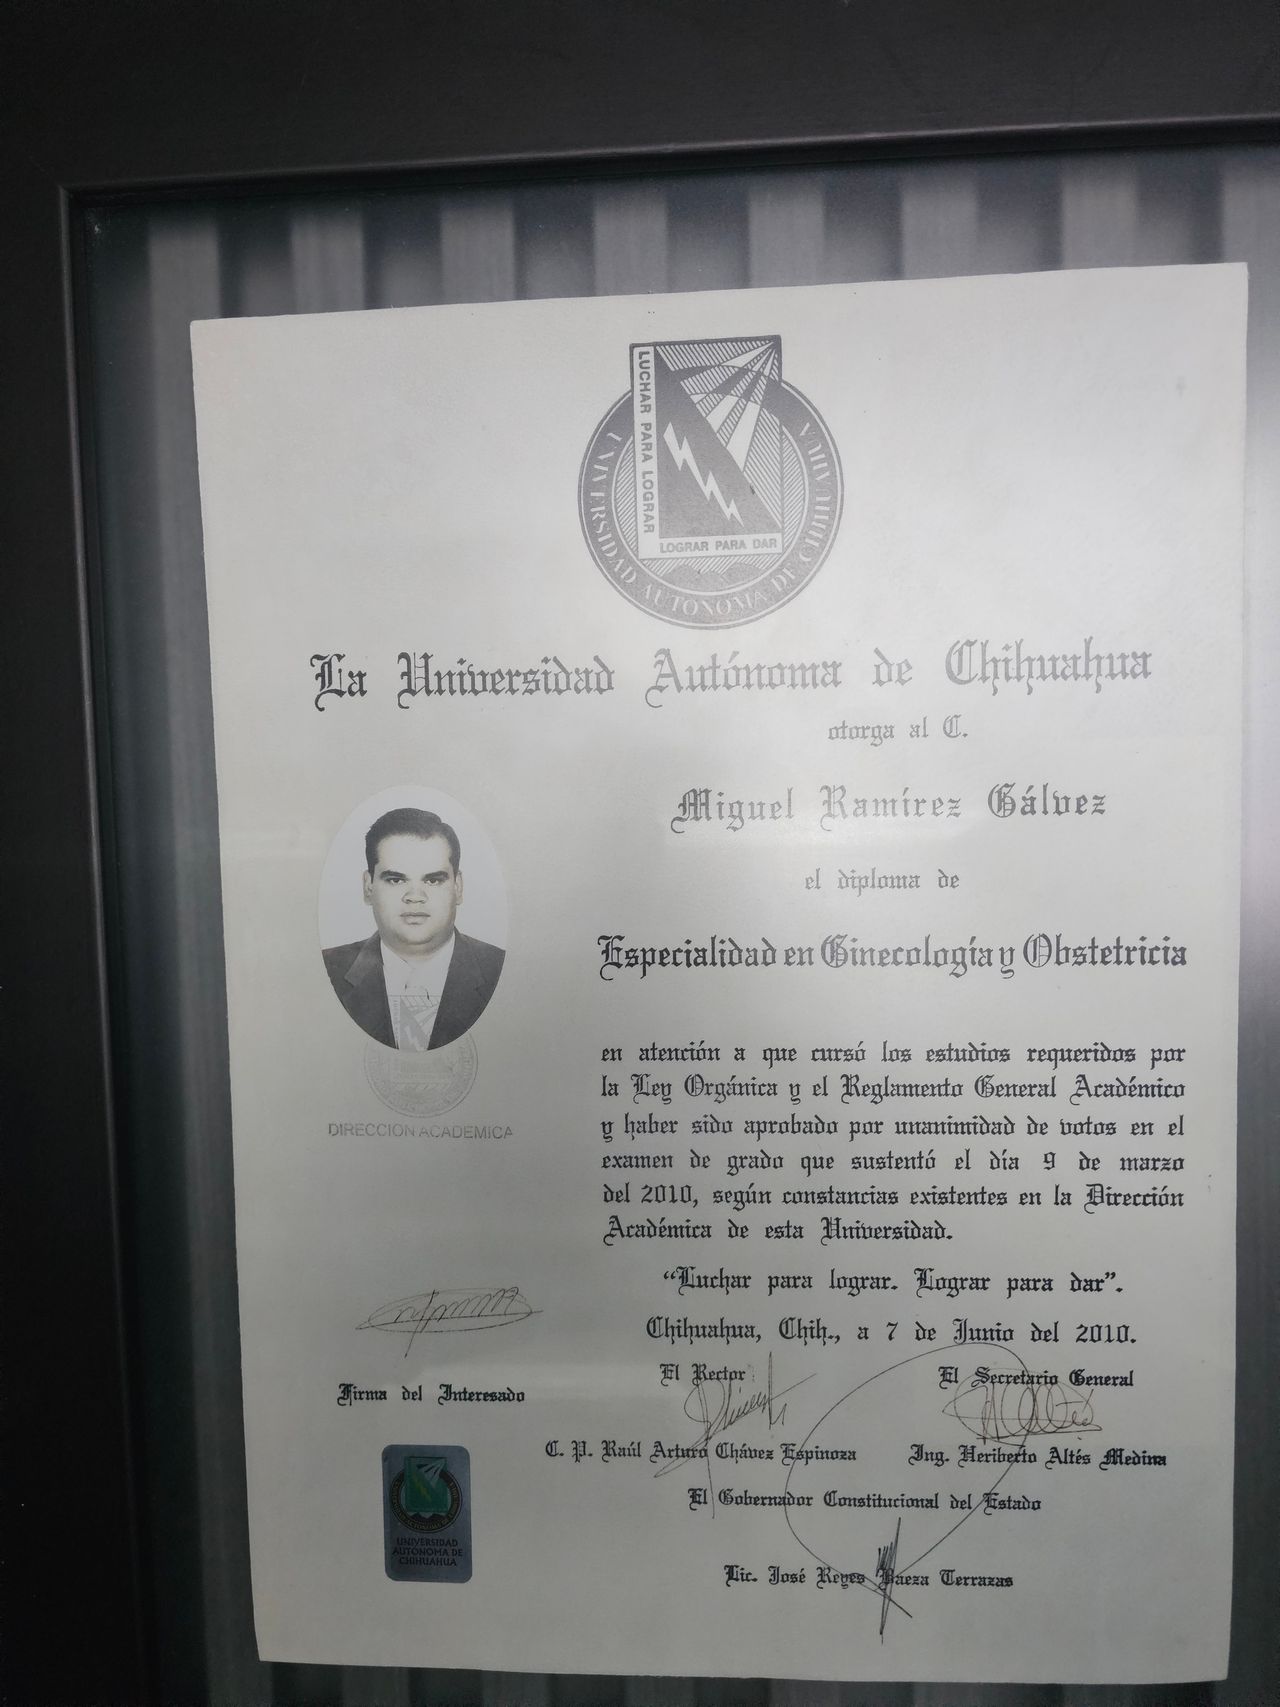 LUCHAR PARA LOGRAR
LOGRAR PARA DAR
UNIVERSIDAD AUTONOMA DE CHIHUAHUA
La Universidad Autónoma de Chihuahua
otorga al C.
Miguel Ramírez Gálvez
el diploma de
Especialidad en Ginecología y Obstetricia
en atención a que cursó los estudios requeridos por
la Ley Orgánica y el Reglamento General Académico
y haber sido aprobado por unanimidad de votos en el
examen de grado que sustentó el día 9 de marzo
del 2010, según constancias existentes en la Dirección
Académica de esta Universidad.
DIRECCION ACADEMICA
“Luchar para lograr. Lograr para dar”.
Chihuahua, Chih., a 7 de Junio del 2010.
Firma del Interesado
El Rector
El Secretario General
C. P. Raúl Arturo Chávez Espinoza
Ing. Heriberto Altés Medina
El Gobernador Constitucional del Estado
Lic. José Reyes Baeza Terrazas
UNIVERSIDAD
AUTONOMA DE
CHIHUAHUA